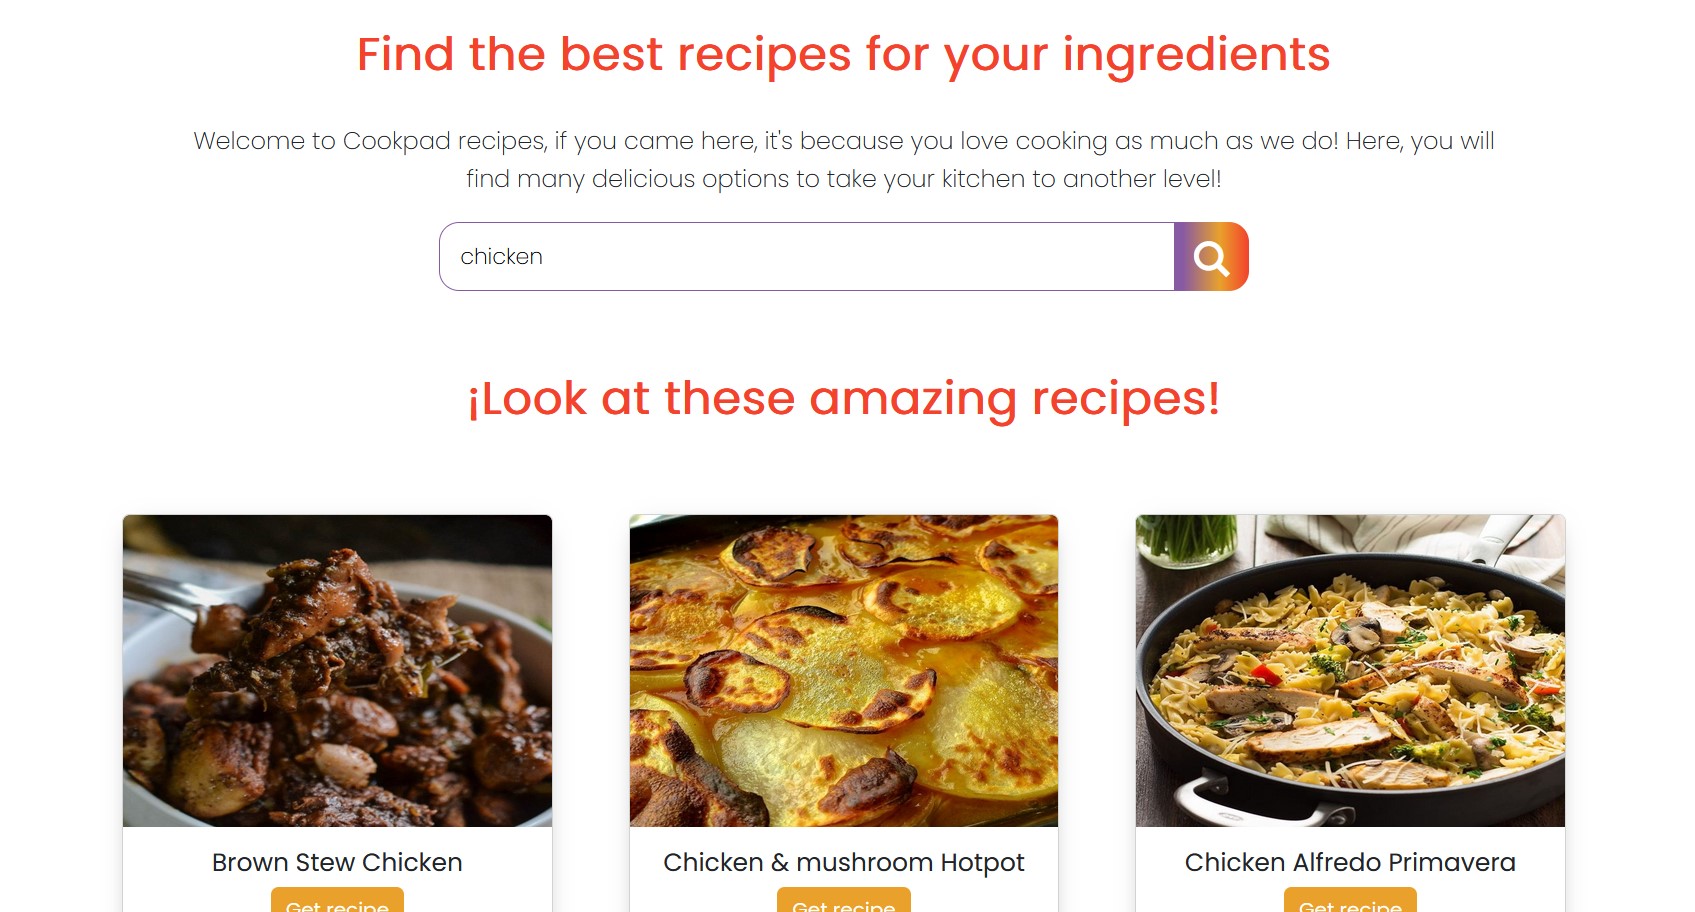 Find the best recipes for your ingredients
Welcome to Cookpad recipes, if you came here, it's because you love cooking as much as we do! Here, you will
find many delicious options to take your kitchen to another level!
chicken
¡Look at these amazing recipes!
Brown Stew Chicken
Chicken & mushroom Hotpot
Chicken Alfredo Primavera
Get recipe
Get recipe
Get recipe